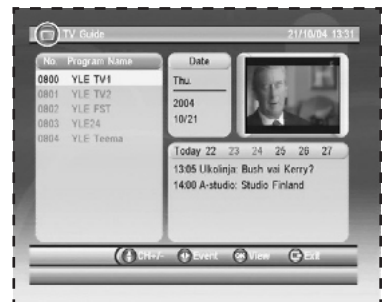 TV Guide 21/10/04 13:31
No. Program Name
0800 YLE TV1
0801 YLE TV2
0802 YLE FST
0803 YLE24
0804 YLE Teema
Date
Thu.
2004
10/21
Today 22 23 24 25 26 27
13:05 Ulkolinja: Bush vai Kerry?
14:00 A-studio: Studio Finland
CH+/- Event OK View Exit